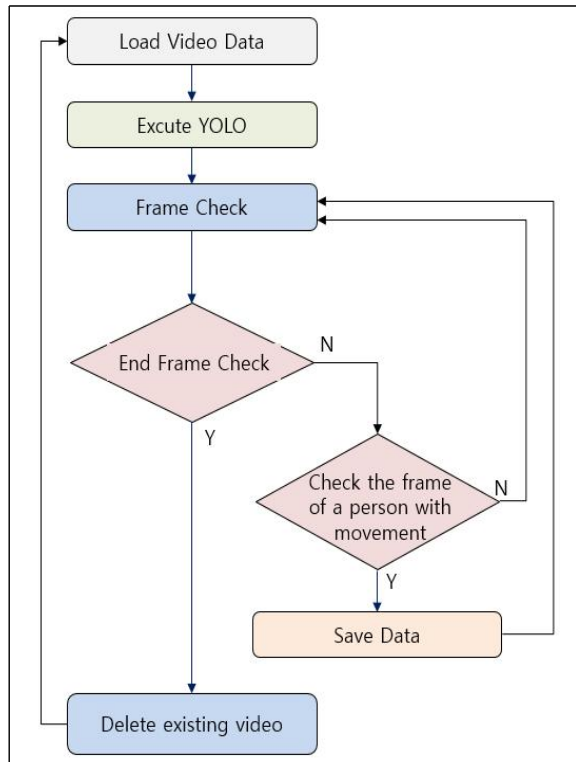 Load Video Data
Excute YOLO
Frame Check
End Frame Check
N
Y
Check the frame
of a person with
movement
N
Y
Save Data
Delete existing video